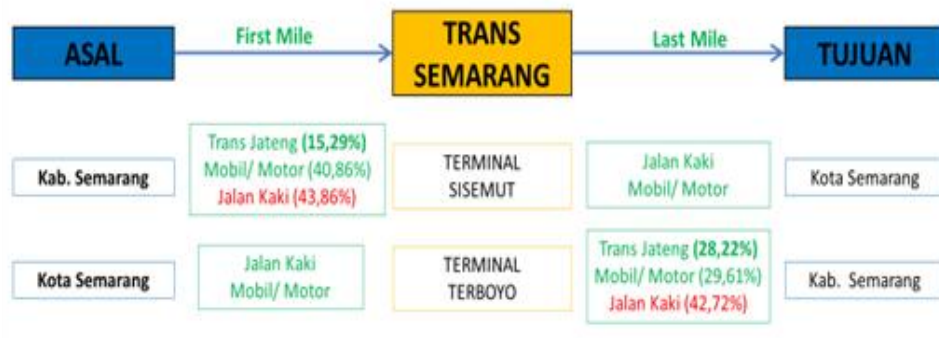 ASAL
First Mile
TRANS
SEMARANG
Last Mile
TUJUAN
Kab. Semarang
Trans Jateng (15,29%)
Mobil/ Motor (40,86%)
Jalan Kaki (43,86%)
TERMINAL
SISEMUT
Jalan Kaki
Mobil/ Motor
Kota Semarang
Kota Semarang
Jalan Kaki
Mobil/ Motor
TERMINAL
TERBOYO
Trans Jateng (28,22%)
Mobil/ Motor (29,61%)
Jalan Kaki (42,72%)
Kab. Semarang